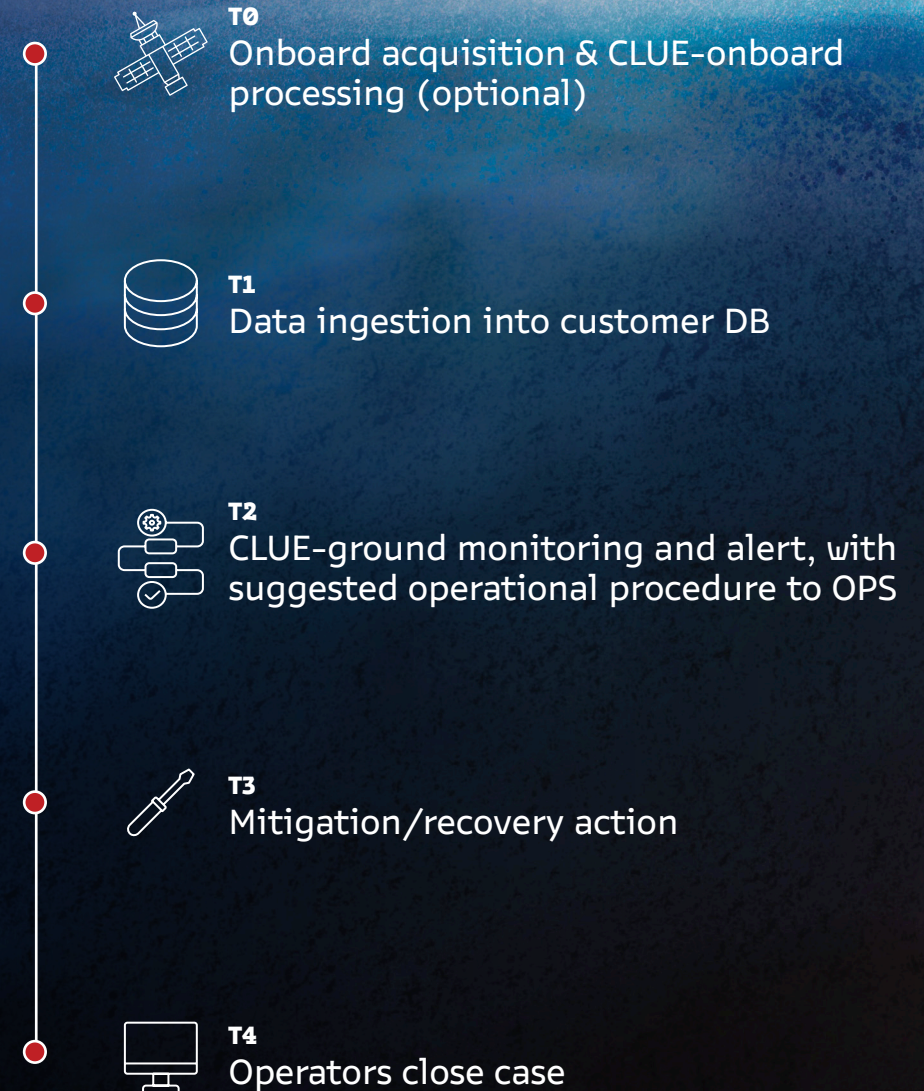 T0
Onboard acquisition & CLUE-onboard
processing (optional)
T1
Data ingestion into customer DB
T2
CLUE-ground monitoring and alert, with
suggested operational procedure to OPS
T3
Mitigation/recovery action
T4
Operators close case